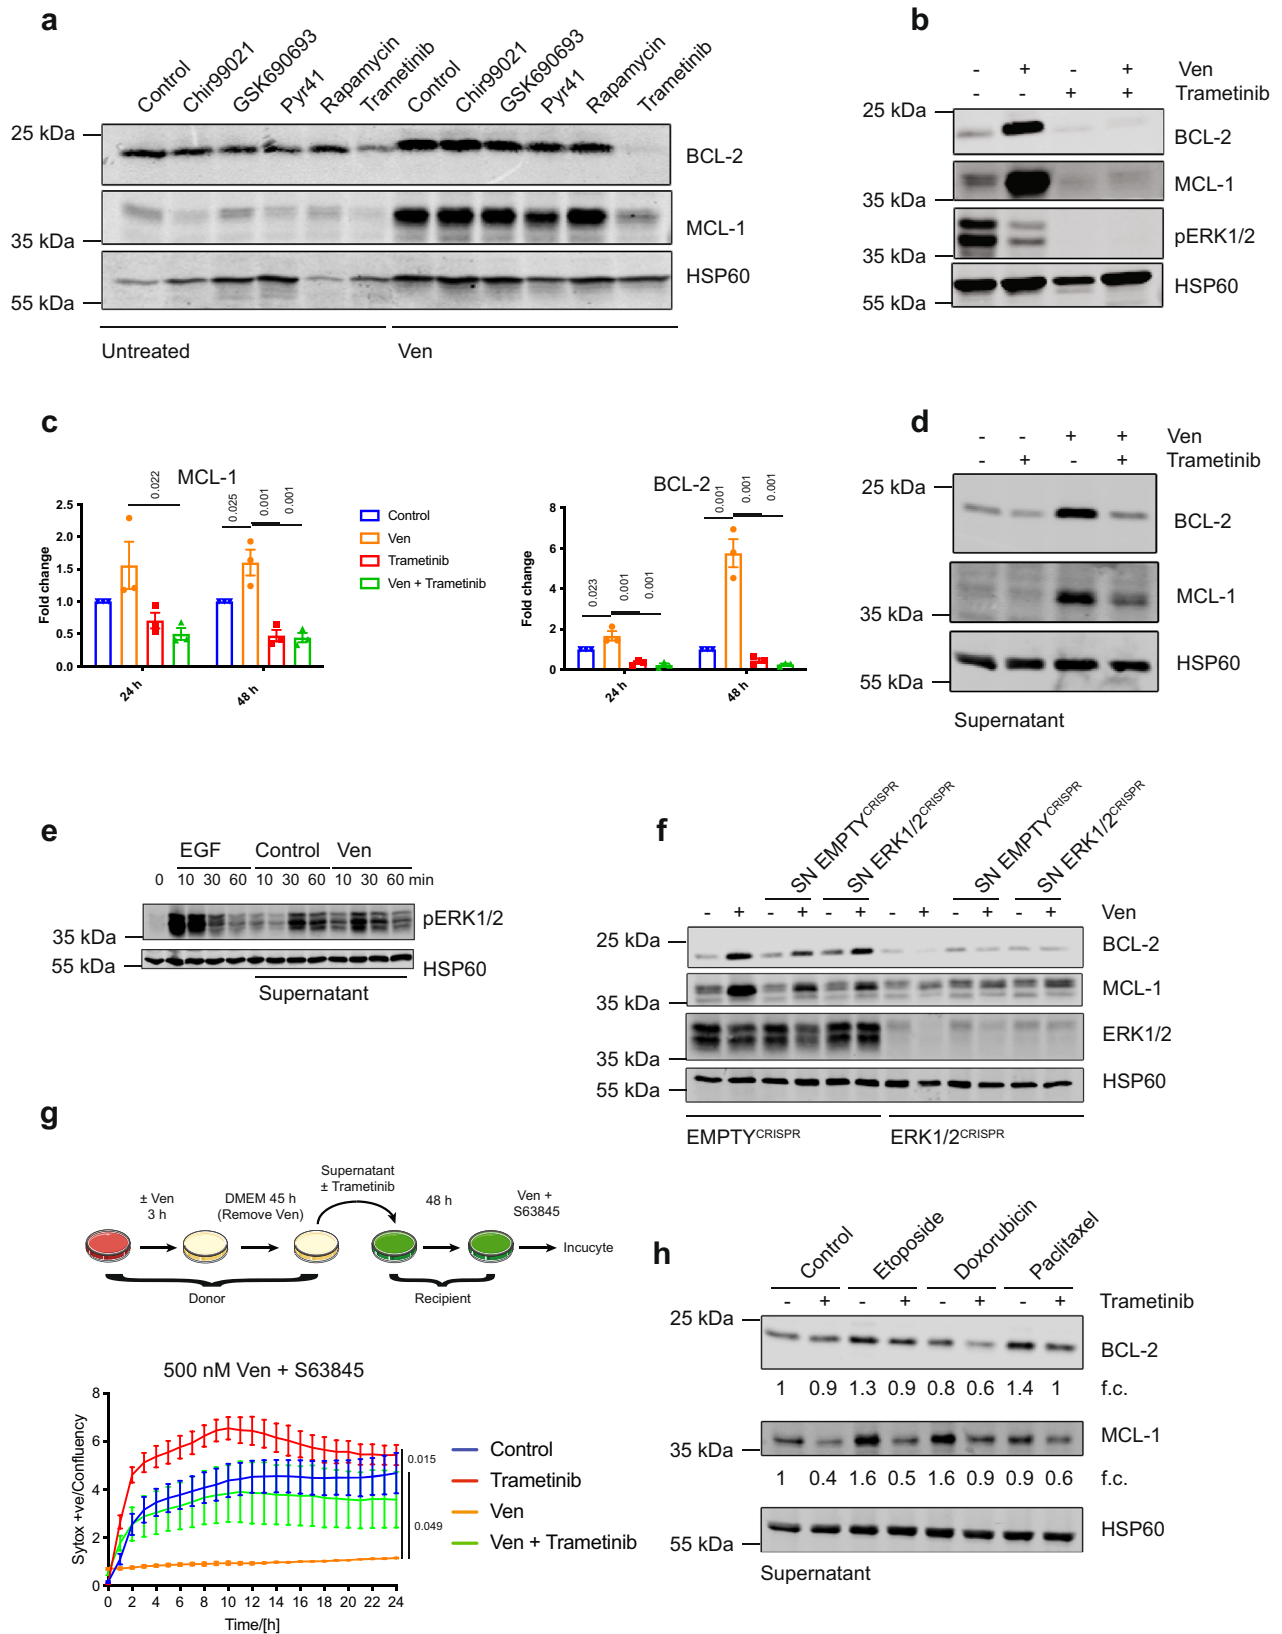 a
Control Chir99021 GSK690693 Pyr41 Rapamycin Trametinib Control Chir99021 GSK690693 Pyr41 Rapamycin Trametinib
25 kDa
BCL-2
MCL-1
35 kDa
HSP60
55 kDa
Untreated Ven
b
- + - + Ven
- - + + Trametinib
25 kDa
BCL-2
MCL-1
35 kDa
pERK1/2
35 kDa
HSP60
55 kDa
c
MCL-1
0.022 0.025 0.001 0.001
Fold change
2.5
2.0
1.5
1.0
0.5
0.0
24 h 48 h
Control
Ven
Trametinib
Ven + Trametinib
BCL-2
0.023 0.001 0.001 0.001 0.001 0.001
Fold change
8
6
4
2
0
24 h 48 h
d
- - + + Ven
- + - + Trametinib
25 kDa
BCL-2
MCL-1
35 kDa
HSP60
55 kDa
Supernatant
e
EGF Control Ven
0 10 30 60 10 30 60 10 30 60 min
pERK1/2
35 kDa
55 kDa
HSP60
Supernatant
f
SN EMPTYCRISPR SN ERK1/2CRISPR SN EMPTYCRISPR SN ERK1/2CRISPR
- + - + - + - + - + - + Ven
25 kDa
BCL-2
MCL-1
35 kDa
ERK1/2
35 kDa
HSP60
55 kDa
EMPTYCRISPR ERK1/2CRISPR
g
± Ven
3 h
DMEM 45 h
(Remove Ven)
Supernatant
± Trametinib
48 h
Ven +
S63845
Incucyte
Donor Recipient
500 nM Ven + S63845
Sytox +ve/Confluency
8
6
4
2
0
0 2 4 6 8 10 12 14 16 18 20 22 24
Time/[h]
0.015
0.049
Control
Trametinib
Ven
Ven + Trametinib
h
Control Etoposide Doxorubicin Paclitaxel
- + - + - + - + Trametinib
25 kDa
BCL-2
1 0.9 1.3 0.9 0.8 0.6 1.4 1 f.c.
MCL-1
35 kDa
1 0.4 1.6 0.5 1.6 0.9 0.9 0.6 f.c.
HSP60
55 kDa
Supernatant